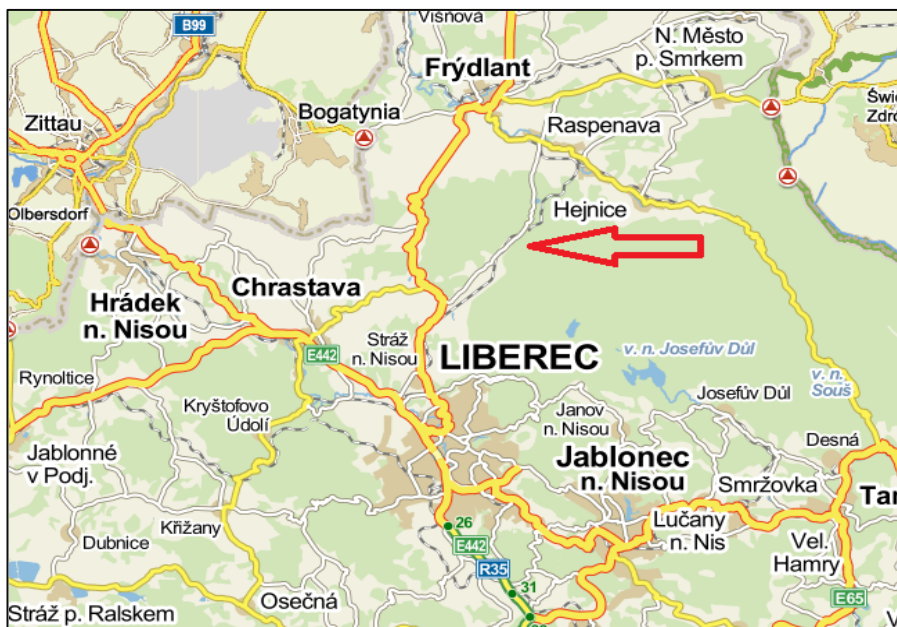 B99
Višňová
N. Město
p. Smrkem
Frýdlant
Zittau
Bogatynia
Raspenava
Olbersdorf
Hejnice
Hrádek
n. Nisou
Chrastava
Stráž
n. Nisou
E442
LIBEREC
v. n. Josefův Důl
v. n.
Souš
Rynoltice
Kryštofovo
Údolí
Janov
n. Nisou
Josefův Důl
Desná
Jablonné
v Podj.
Jablonec
n. Nisou
Smržovka
Křižany
26
Lučany
n. Nis
Dubnice
E442
R35
31
Vel.
Hamry
E65
Osečná
Stráž p. Ralskem